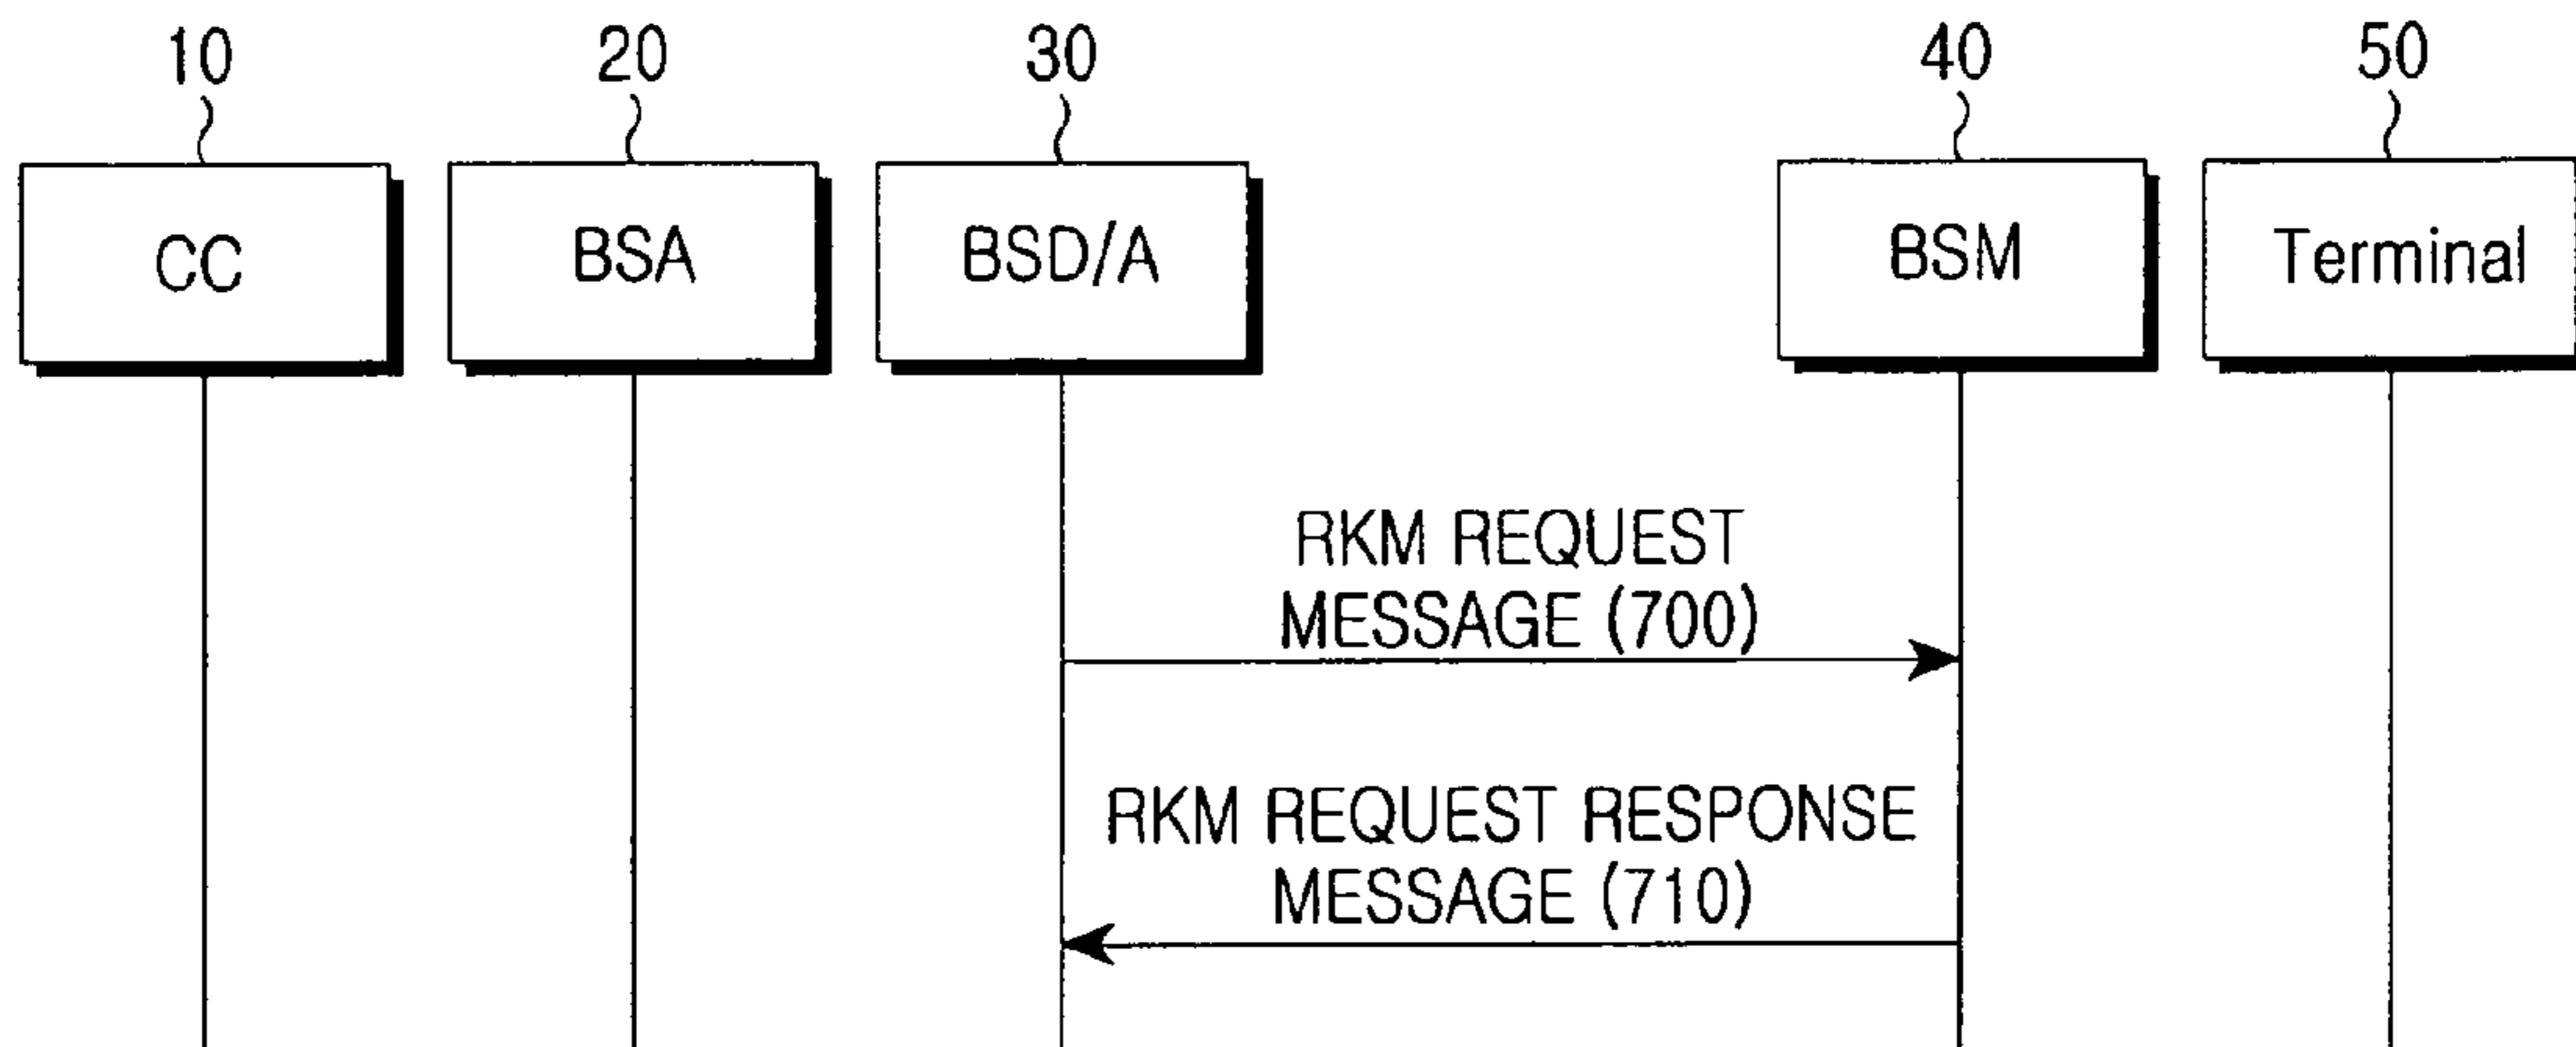 10
20
30
40
50
CC
BSA
BSD/A
BSM
Terminal
RKM REQUEST
MESSAGE (700)
RKM REQUEST RESPONSE
MESSAGE (710)